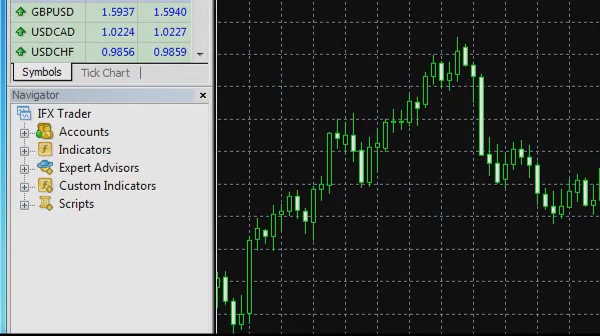 GBPUSD 1.5937 1.5940
USDCAD 1.0224 1.0227
USDCHF 0.9856 0.9859
Symbols Tick Chart
Navigator
IFX Trader
Accounts
Indicators
Expert Advisors
Custom Indicators
Scripts